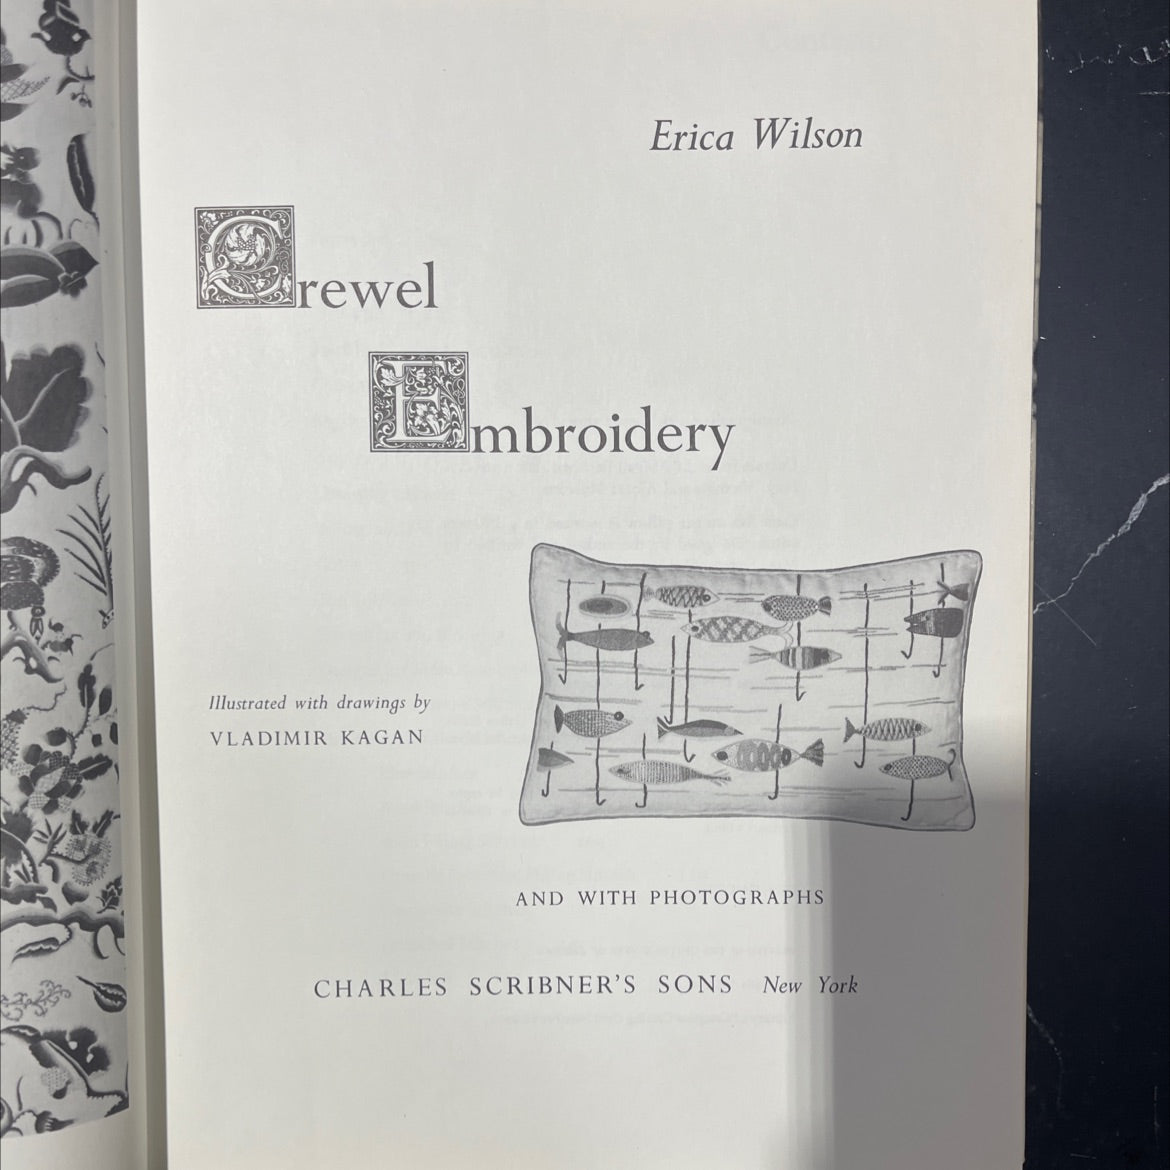 Erica Wilson
Crewel
Embroidery
Illustrated with drawings by
VLADIMIR KAGAN
AND WITH PHOTOGRAPHS
CHARLES SCRIBNER'S SONS New York